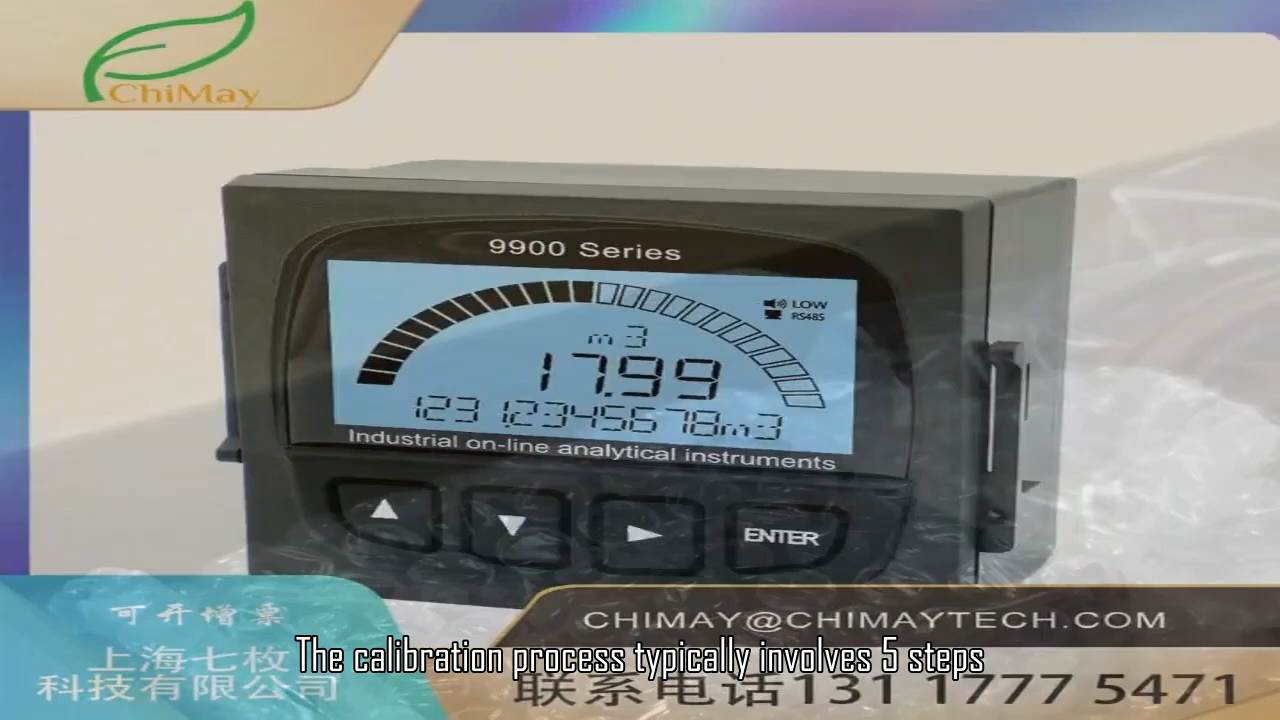 ChiMay
9900 Series
LOW
RS485
m3
17.99
123 12345678m3
Industrial on-line analytical instruments
ENTER
可开增票
CHIMAY@CHIMAYTECH.COM
上海七枚
科技有限公司
The calibration process typically involves 5 steps
联系电话131 1777 5471